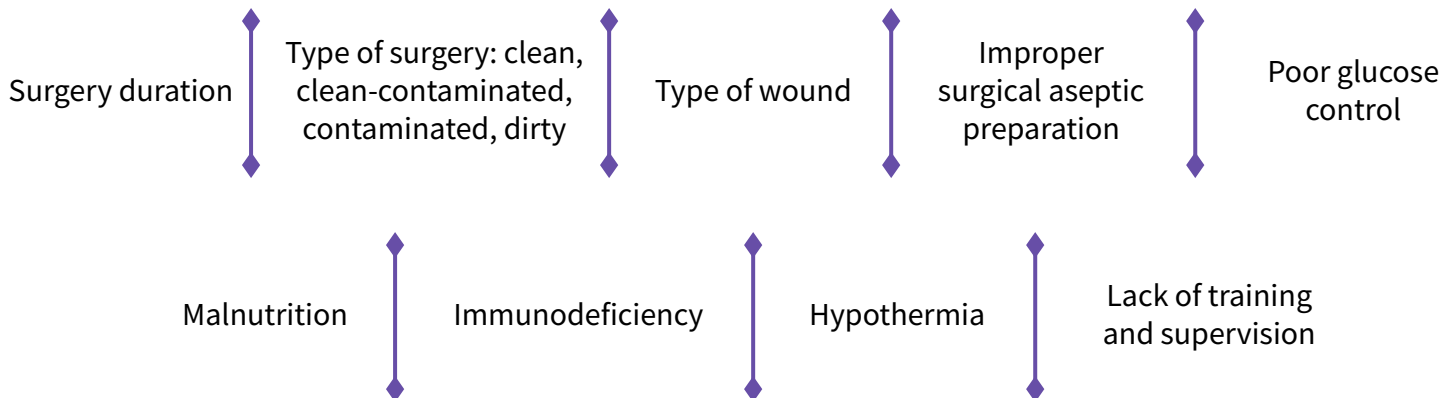 Surgery duration
Type of surgery: clean,
clean-contaminated,
contaminated, dirty
Type of wound
Improper
surgical aseptic
preparation
Poor glucose
control
Malnutrition
Immunodeficiency
Hypothermia
Lack of training
and supervision